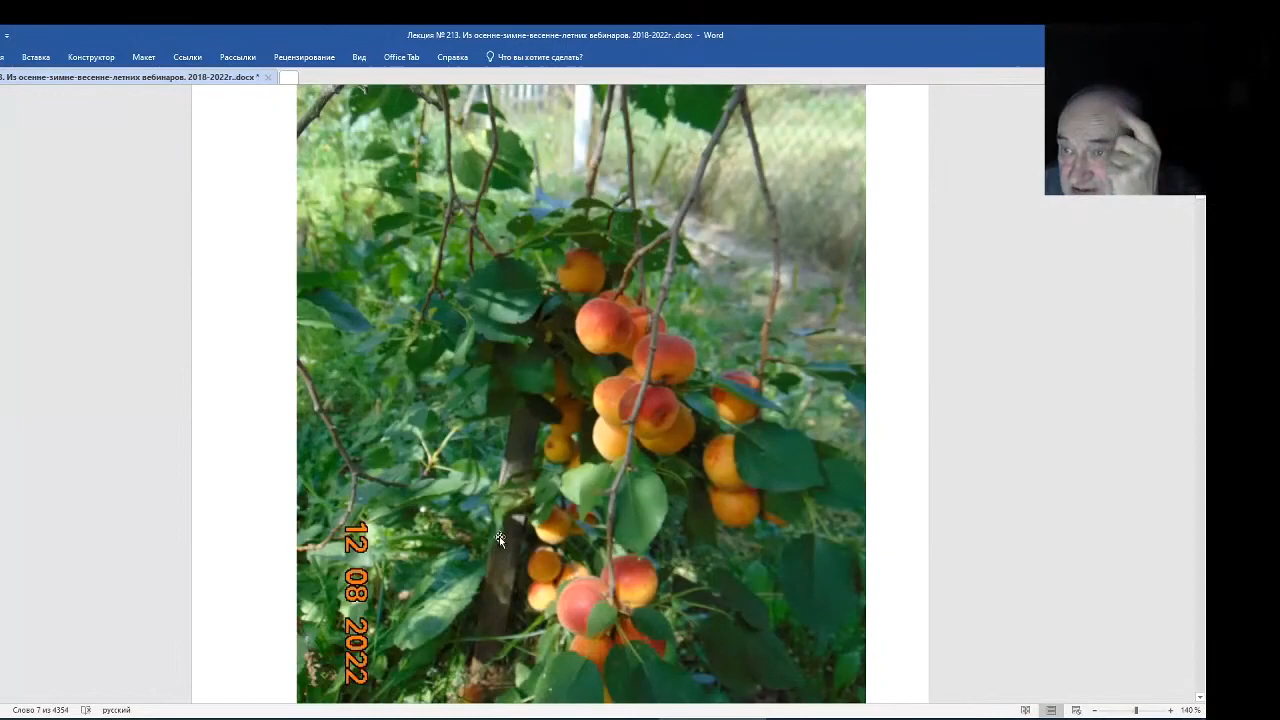 Лекция № 213. Из осенне-зимне-весенне-летних вебинаров. 2018-2022г..docx - Word
Вставка Конструктор Макет Ссылки Рассылки Рецензирование Вид Office Tab Справка Что вы хотите сделать?
3. Из осенне-зимне-весенне-летних вебинаров. 2018-2022г..docx *
12 08 2022
Слово 7 из 4354 русский 140 %